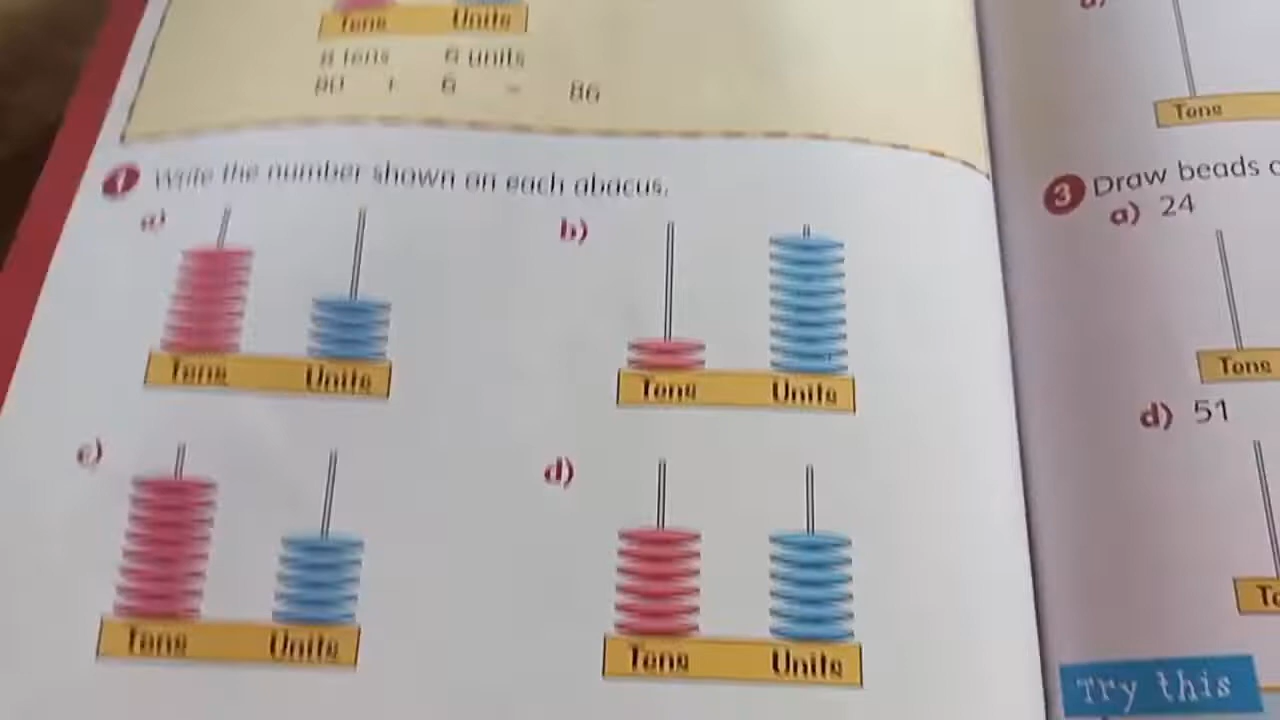 Tens Units
8 tens 6 units
80 + 6 = 86
1 Write the number shown on each abacus.
a)
Tens Units
b)
Tens Units
c)
Tens Units
d)
Tens Units
Tens
3 Draw beads
a) 24
Tens
d) 51
Try this